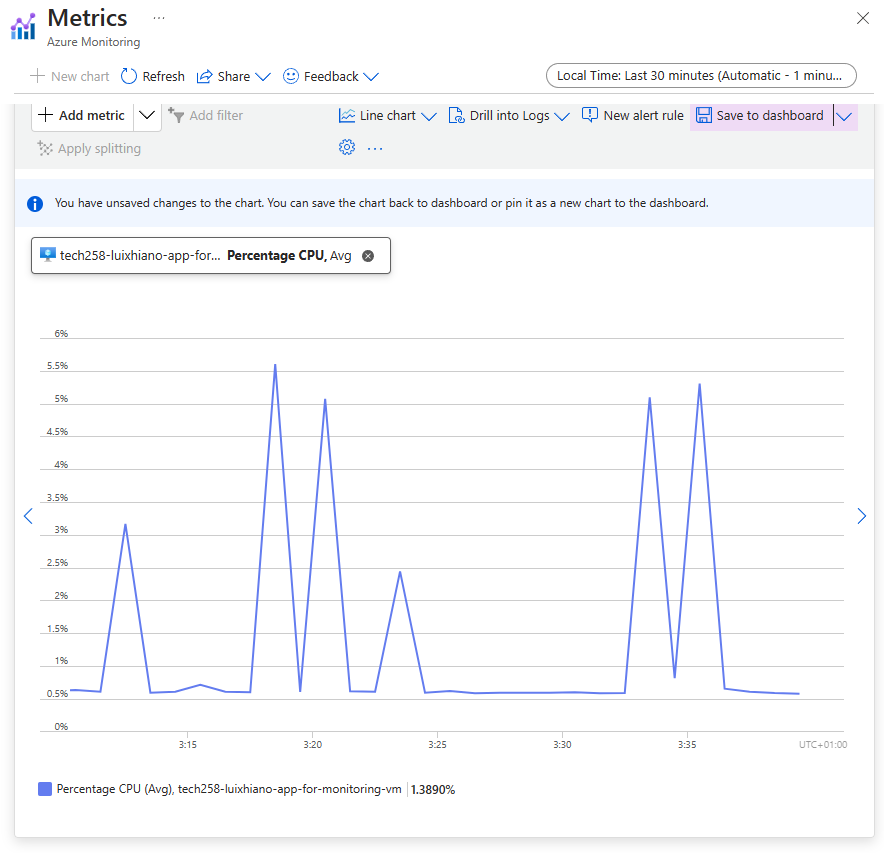 Metrics ...
Azure Monitoring
New chart Refresh Share Feedback Local Time: Last 30 minutes (Automatic - 1 minu...
Add metric Add filter Line chart Drill into Logs New alert rule Save to dashboard
Apply splitting ...
You have unsaved changes to the chart. You can save the chart back to dashboard or pin it as a new chart to the dashboard.
tech258-luixhiano-app-for... Percentage CPU, Avg
6%
5.5%
5%
4.5%
4%
3.5%
3%
2.5%
2%
1.5%
1%
0.5%
0%
3:15 3:20 3:25 3:30 3:35 UTC+01:00
Percentage CPU (Avg), tech258-luixhiano-app-for-monitoring-vm 1.3890%